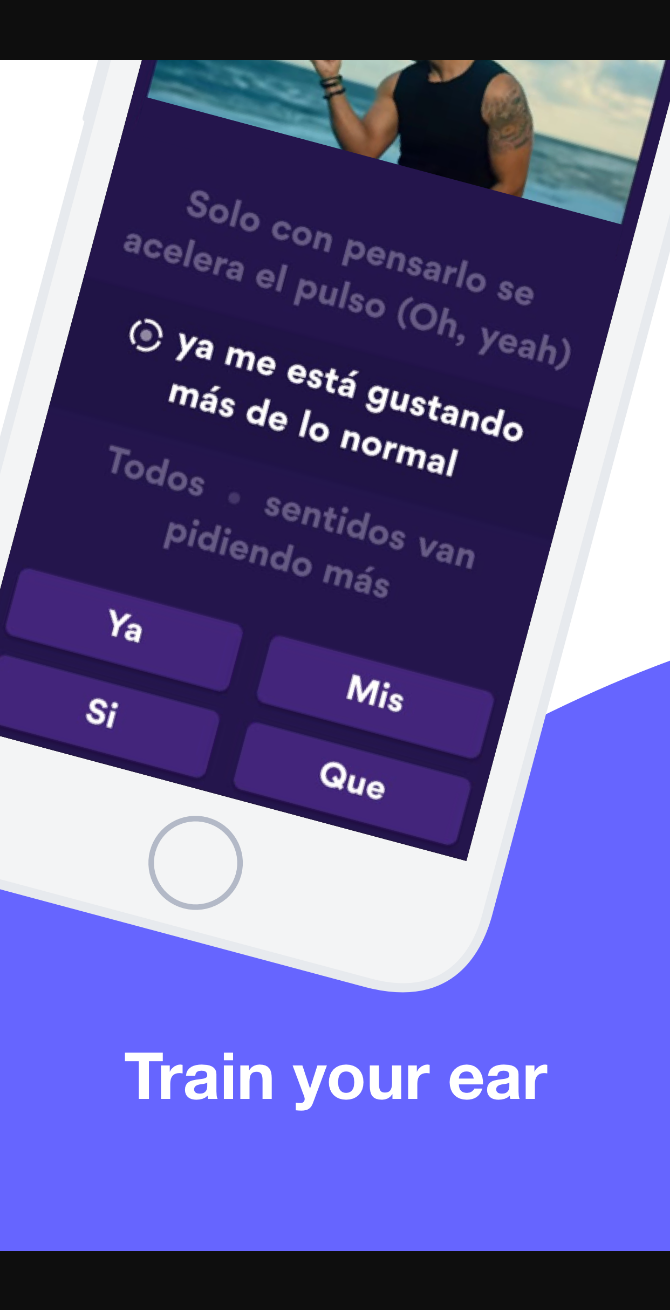 Solo con pensarlo se
acelera el pulso (Oh, yeah)
ya me está gustando
más de lo normal
Todos • sentidos van
pidiendo más
Ya
Mis
Si
Que
Train your ear